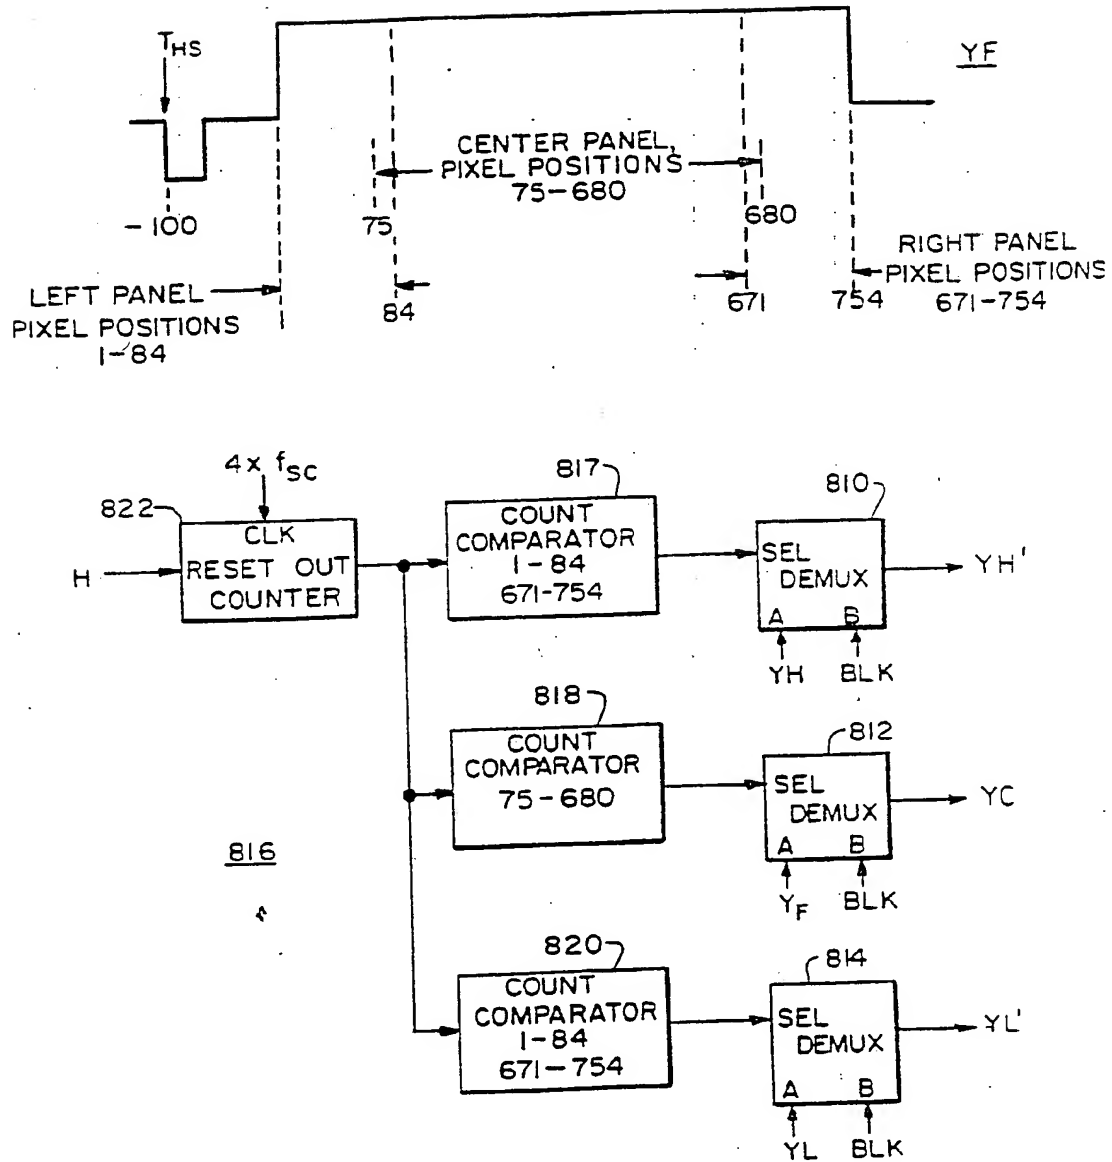 T_HS
YF
CENTER PANEL,
PIXEL POSITIONS
75-680
-100
75
680
LEFT PANEL
PIXEL POSITIONS
1-84
84
671
754
RIGHT PANEL
PIXEL POSITIONS
671-754
4x f_SC
822
CLK
H
RESET OUT
COUNTER
817
COUNT
COMPARATOR
1-84
671-754
810
SEL
DEMUX
A B
YH'
YH BLK
818
COUNT
COMPARATOR
75-680
812
SEL
DEMUX
A B
YC
Y_F BLK
816
820
COUNT
COMPARATOR
1-84
671-754
814
SEL
DEMUX
A B
YL'
YL BLK